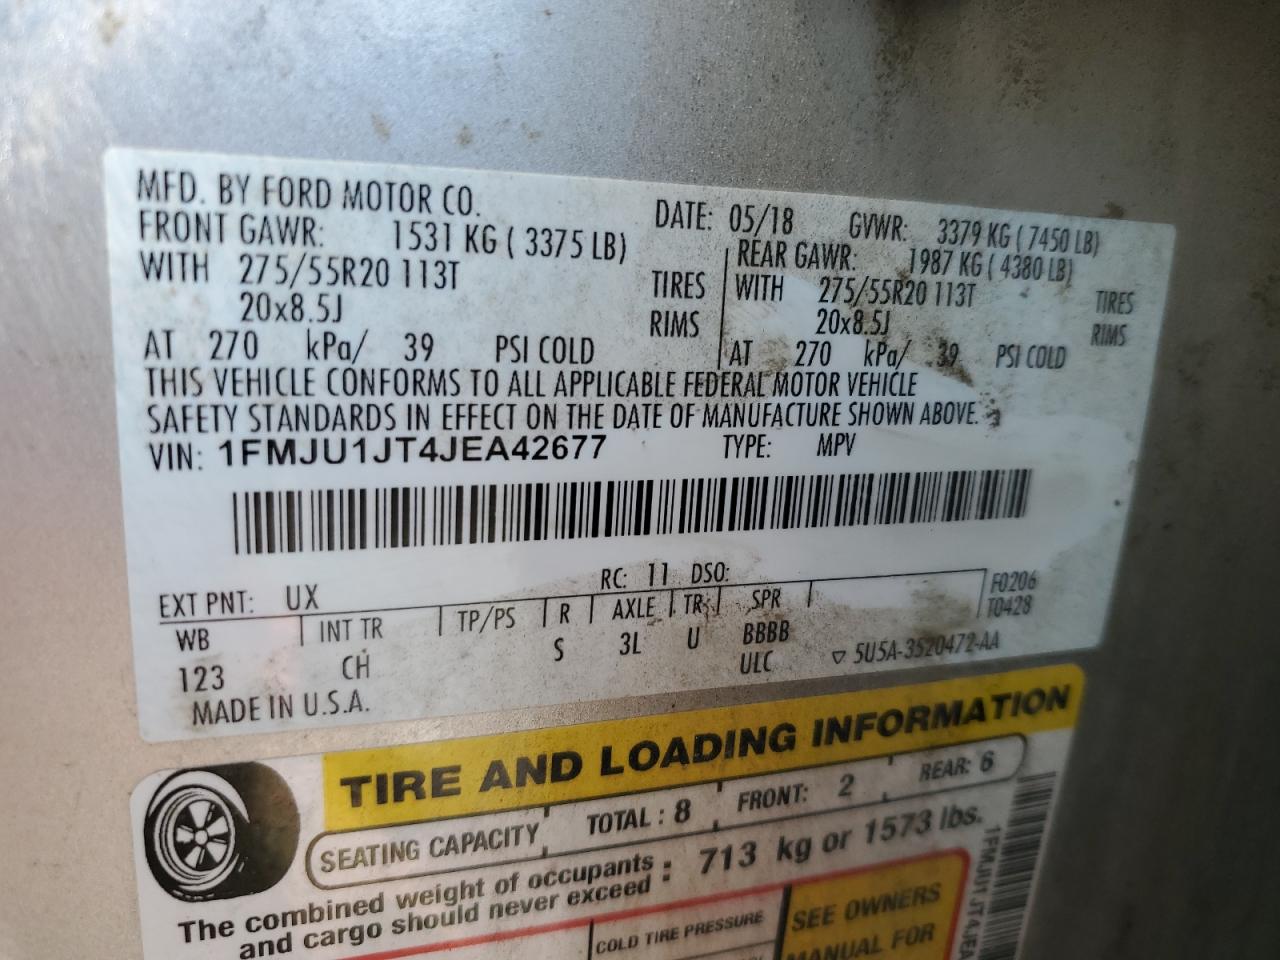 MFD. BY FORD MOTOR CO.
DATE: 05/18 GVWR: 3379 KG ( 7450 LB)
FRONT GAWR: 1531 KG ( 3375 LB) REAR GAWR: 1987 KG ( 4380 LB)
WITH 275/55R20 113T TIRES WITH 275/55R20 113T TIRES
20x8.5J RIMS 20x8.5J RIMS
AT 270 kPa/ 39 PSI COLD AT 270 kPa/ 39 PSI COLD
THIS VEHICLE CONFORMS TO ALL APPLICABLE FEDERAL MOTOR VEHICLE
SAFETY STANDARDS IN EFFECT ON THE DATE OF MANUFACTURE SHOWN ABOVE.
VIN: 1FMJU1JT4JEA42677 TYPE: MPV
EXT PNT: UX RC: 11 DSO: F0206
WB INT TR TP/PS R AXLE TR SPR T0428
123 CH S 3L U BBBB
ULC ▽ 5U5A-3520472-AA
MADE IN U.S.A.
TIRE AND LOADING INFORMATION
SEATING CAPACITY TOTAL : 8 FRONT: 2 REAR: 6
The combined weight of occupants
and cargo should never exceed : 713 kg or 1573 lbs.
COLD TIRE PRESSURE
SEE OWNERS
MANUAL FOR
1FMJU1JT4JEA